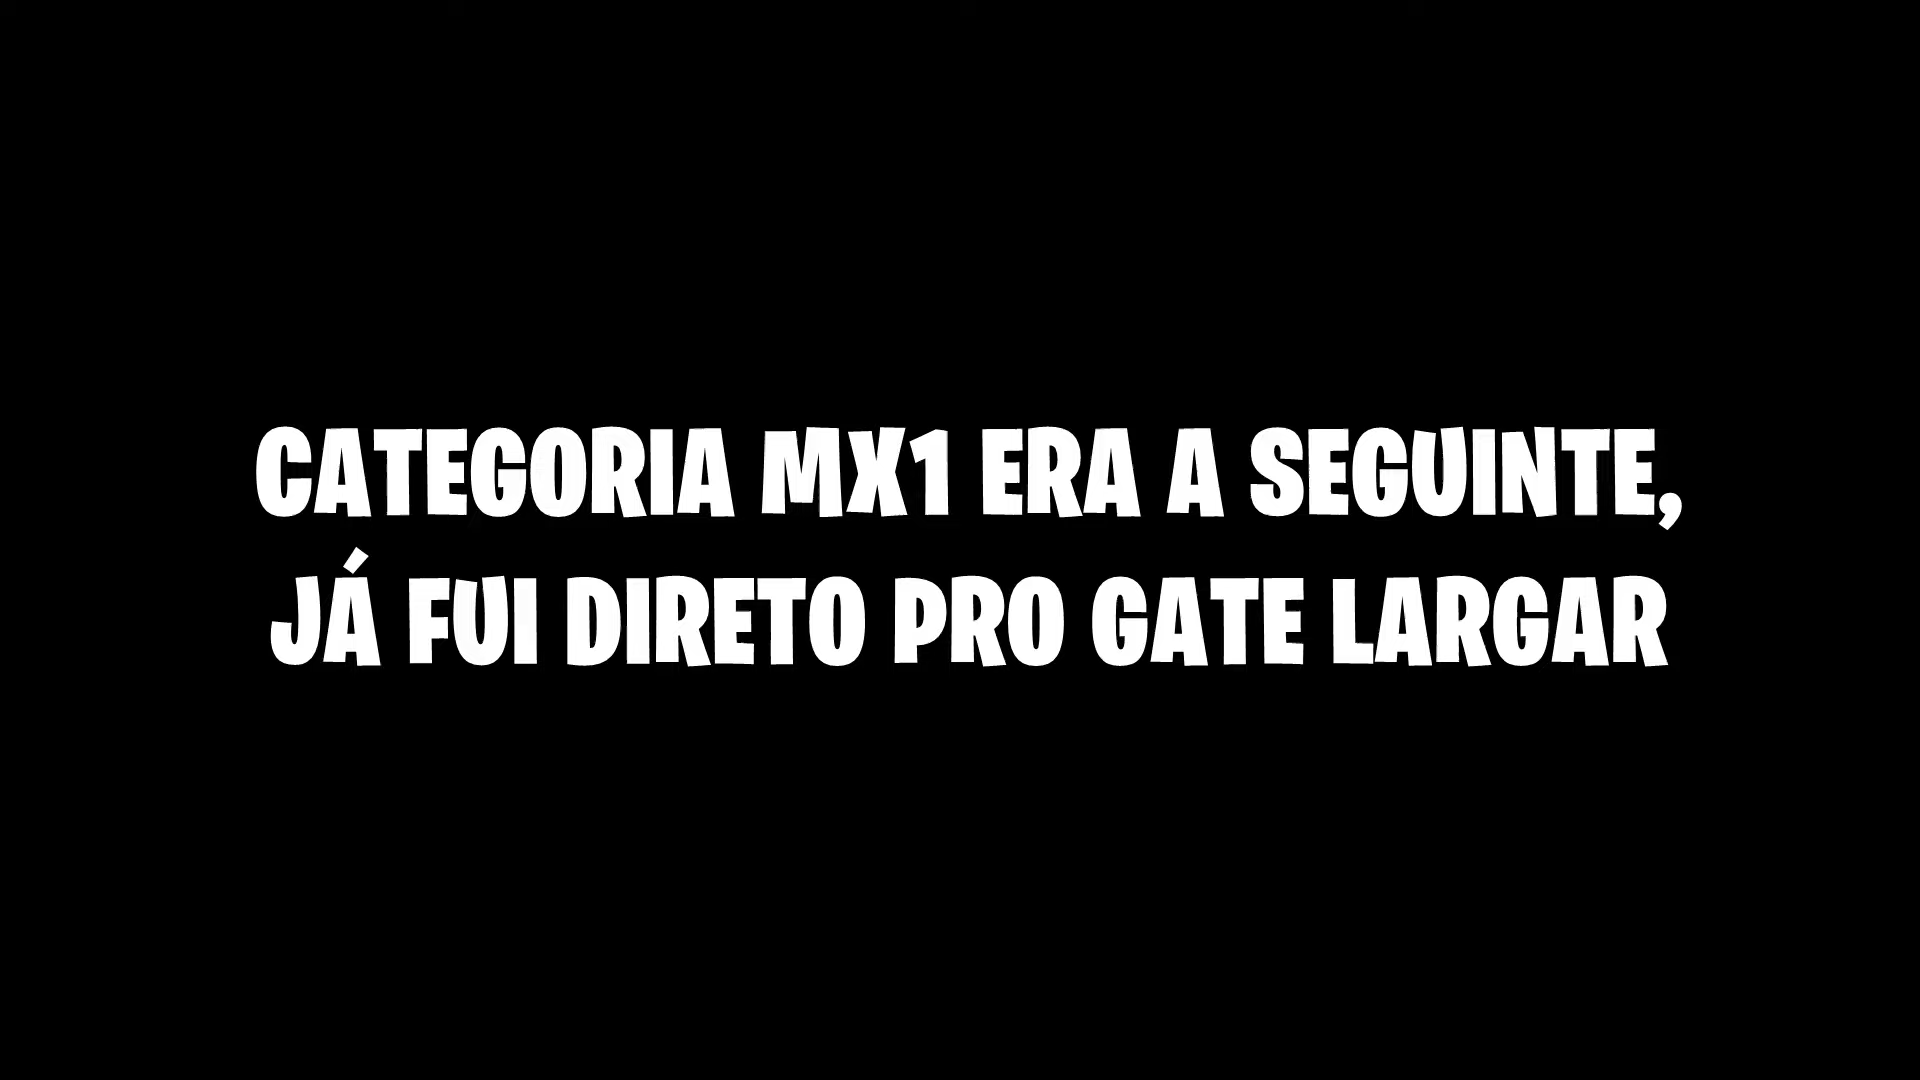 CATEGORIA MX1 ERA A SEGUINTE,
JÁ FUI DIRETO PRO GATE LARGAR